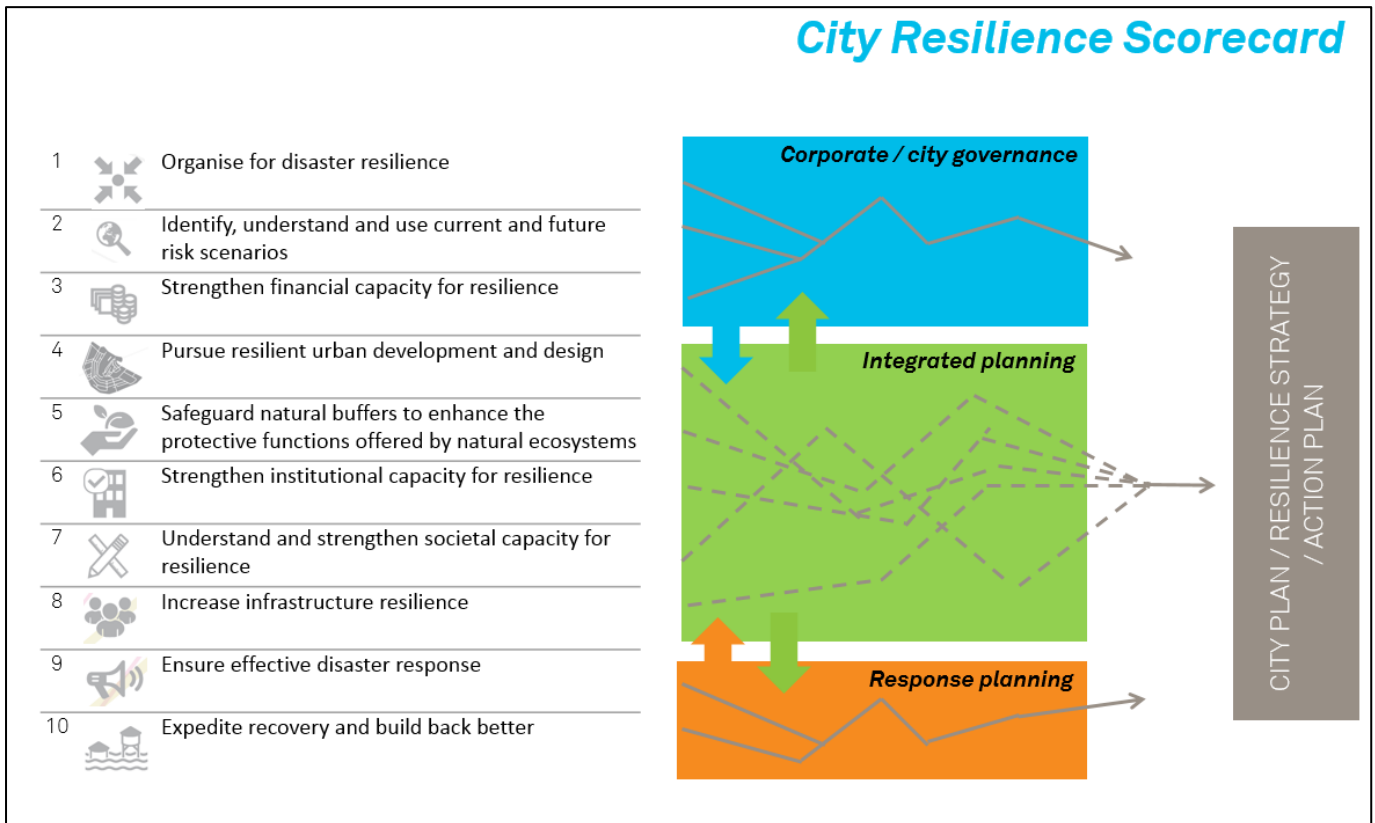 City Resilience Scorecard
1 Organise for disaster resilience
2 Identify, understand and use current and future
risk scenarios
3 Strengthen financial capacity for resilience
4 Pursue resilient urban development and design
5 Safeguard natural buffers to enhance the
protective functions offered by natural ecosystems
6 Strengthen institutional capacity for resilience
7 Understand and strengthen societal capacity for
resilience
8 Increase infrastructure resilience
9 Ensure effective disaster response
10 Expedite recovery and build back better
Corporate / city governance
Integrated planning
Response planning
CITY PLAN / RESILIENCE STRATEGY
/ ACTION PLAN